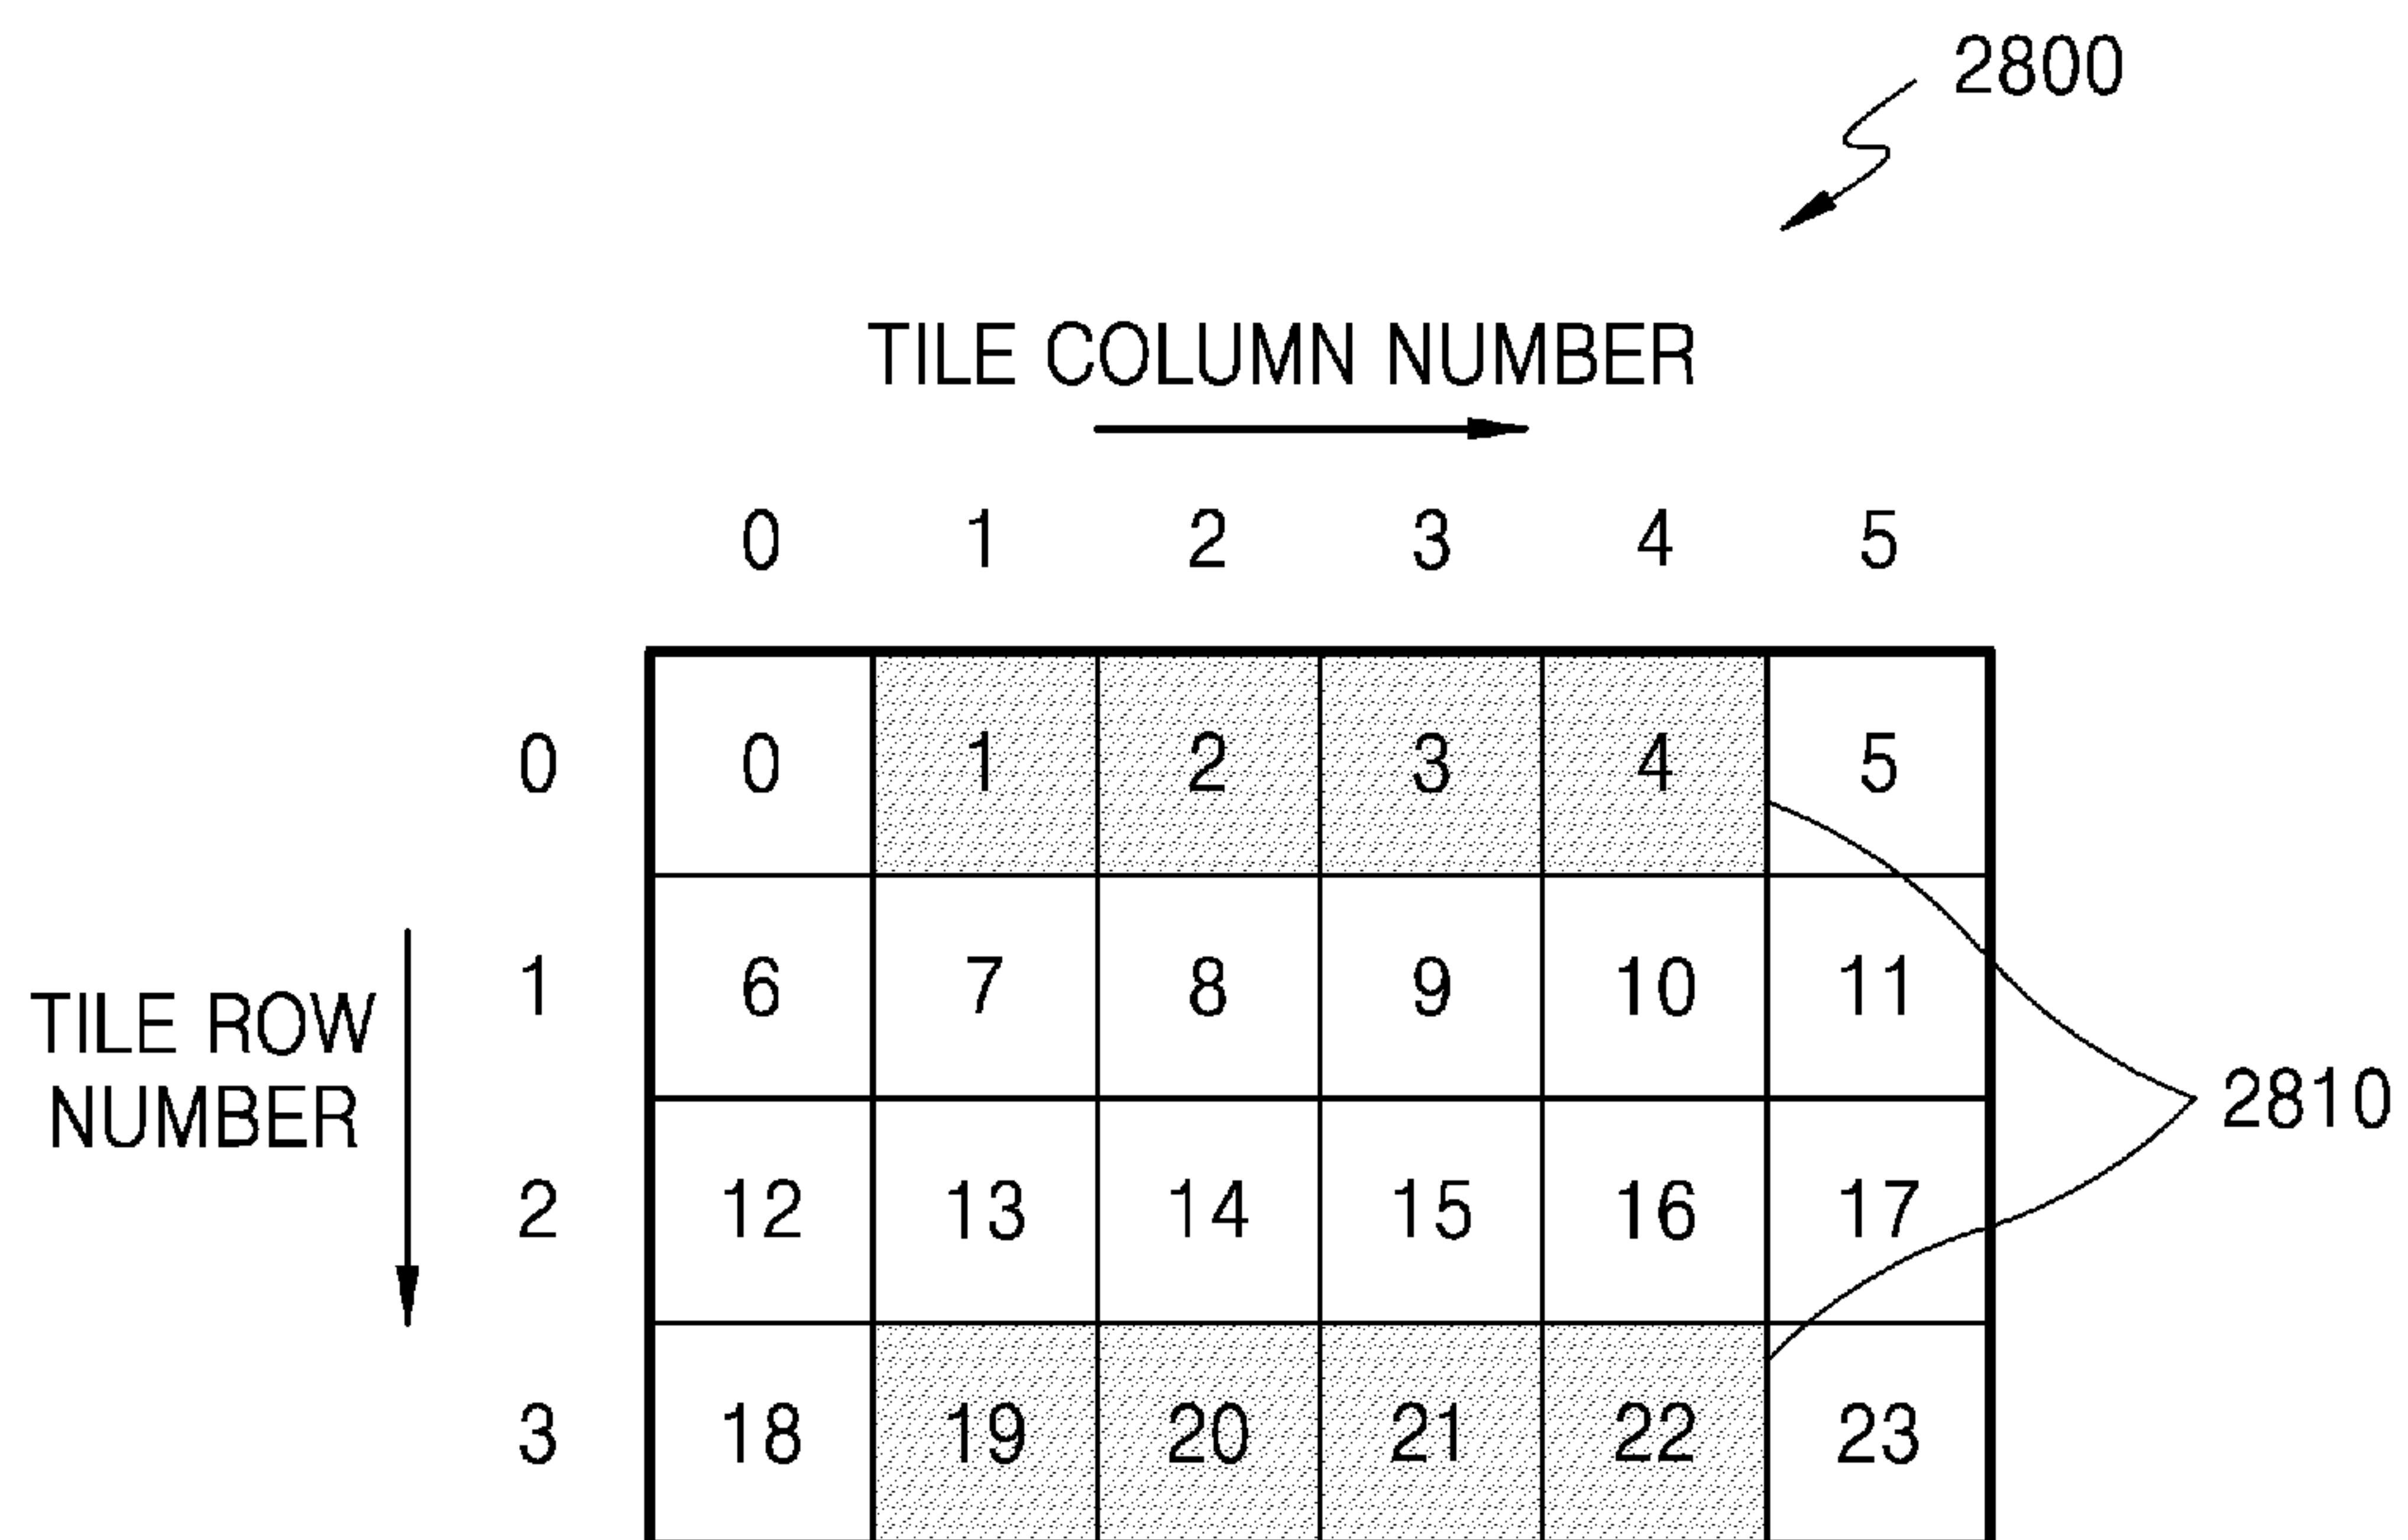 2800
TILE COLUMN NUMBER
0 1 2 3 4 5
0 0 1 2 3 4 5
1 6 7 8 9 10 11
TILE ROW
NUMBER
2810
2 12 13 14 15 16 17
3 18 19 20 21 22 23